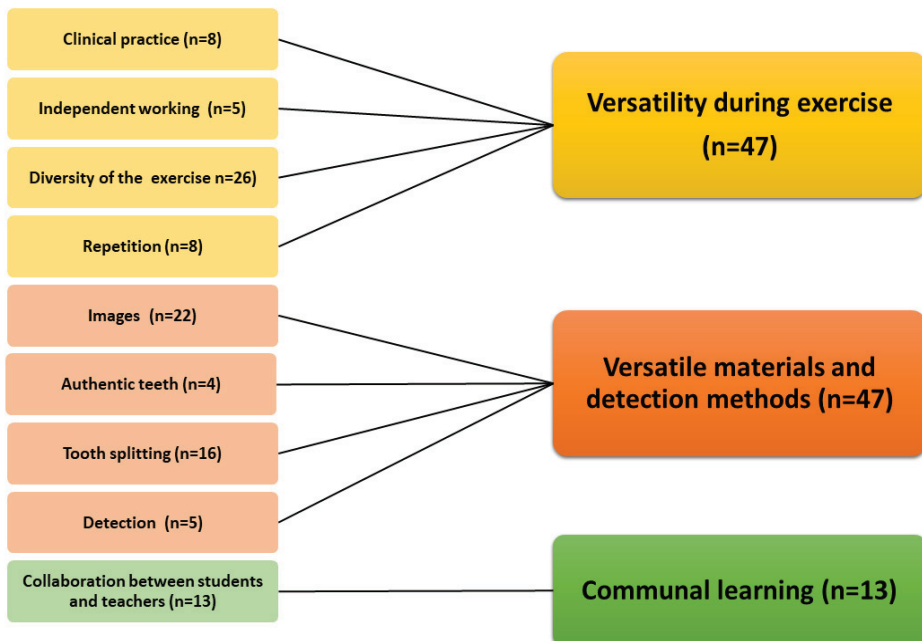 Clinical practice (n=8)
Independent working (n=5)
Diversity of the exercise n=26)
Repetition (n=8)
Images (n=22)
Authentic teeth (n=4)
Tooth splitting (n=16)
Detection (n=5)
Collaboration between students
and teachers (n=13)
Versatility during exercise
(n=47)
Versatile materials and
detection methods (n=47)
Communal learning (n=13)